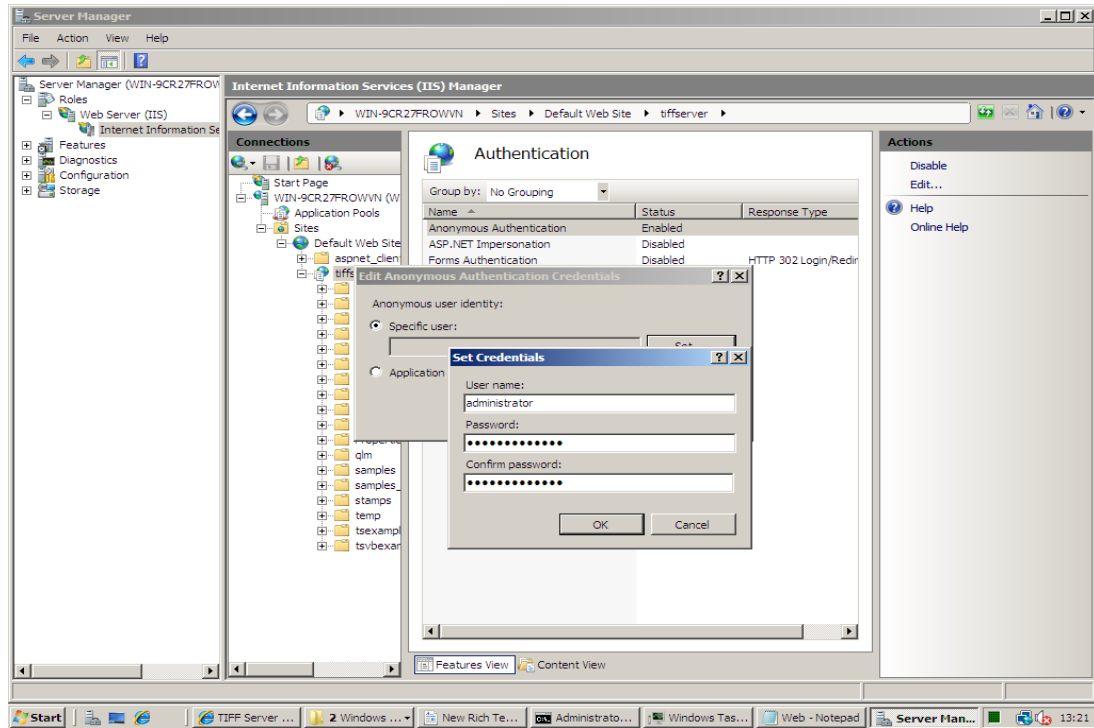 Server Manager
File Action View Help
Server Manager (WIN-9CR27FROW
Roles
Web Server (IIS)
Internet Information Se
Features
Diagnostics
Configuration
Storage
Internet Information Services (IIS) Manager
WIN-9CR27FROWVN Sites Default Web Site tiffserver
Connections
Start Page
WIN-9CR27FROWVN (W
Application Pools
Sites
Default Web Site
aspnet_client
tiffs
qlm
samples
samples_
stamps
temp
tsexampl
tsvbexar
Authentication
Group by: No Grouping
Name Status Response Type
Anonymous Authentication Enabled
ASP.NET Impersonation Disabled
Forms Authentication Disabled HTTP 302 Login/Redir
Edit Anonymous Authentication Credentials
Anonymous user identity:
Specific user:
Set...
Application
Set Credentials
User name:
administrator
Password:
•••••••••••••
Confirm password:
•••••••••••••
OK Cancel
Features View Content View
Actions
Disable
Edit...
Help
Online Help
Start TIFF Server ... 2 Windows ... New Rich Te... Administrato... Windows Tas... Web - Notepad Server Man... 13:21